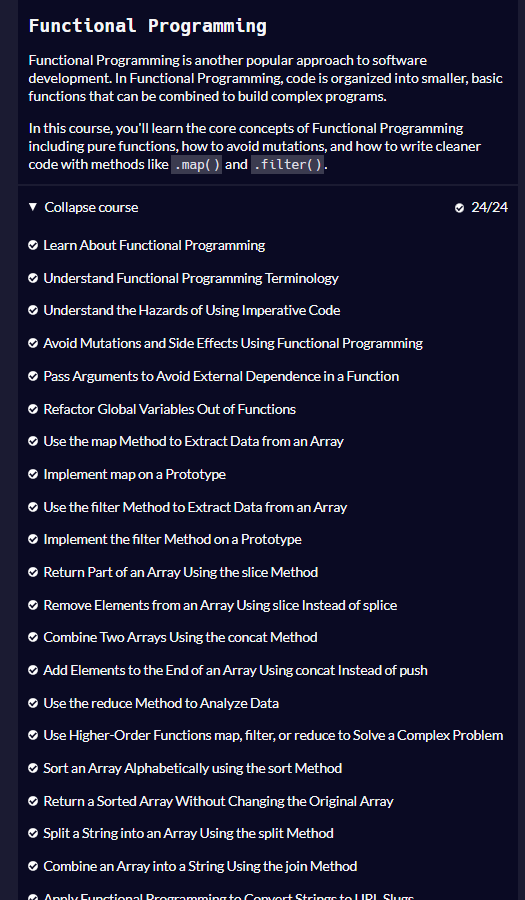 Functional Programming
Functional Programming is another popular approach to software
development. In Functional Programming, code is organized into smaller, basic
functions that can be combined to build complex programs.
In this course, you'll learn the core concepts of Functional Programming
including pure functions, how to avoid mutations, and how to write cleaner
code with methods like .map() and .filter().
Collapse course 24/24
Learn About Functional Programming
Understand Functional Programming Terminology
Understand the Hazards of Using Imperative Code
Avoid Mutations and Side Effects Using Functional Programming
Pass Arguments to Avoid External Dependence in a Function
Refactor Global Variables Out of Functions
Use the map Method to Extract Data from an Array
Implement map on a Prototype
Use the filter Method to Extract Data from an Array
Implement the filter Method on a Prototype
Return Part of an Array Using the slice Method
Remove Elements from an Array Using slice Instead of splice
Combine Two Arrays Using the concat Method
Add Elements to the End of an Array Using concat Instead of push
Use the reduce Method to Analyze Data
Use Higher-Order Functions map, filter, or reduce to Solve a Complex Problem
Sort an Array Alphabetically using the sort Method
Return a Sorted Array Without Changing the Original Array
Split a String into an Array Using the split Method
Combine an Array into a String Using the join Method
Apply Functional Programming to Convert Strings to URL Slugs